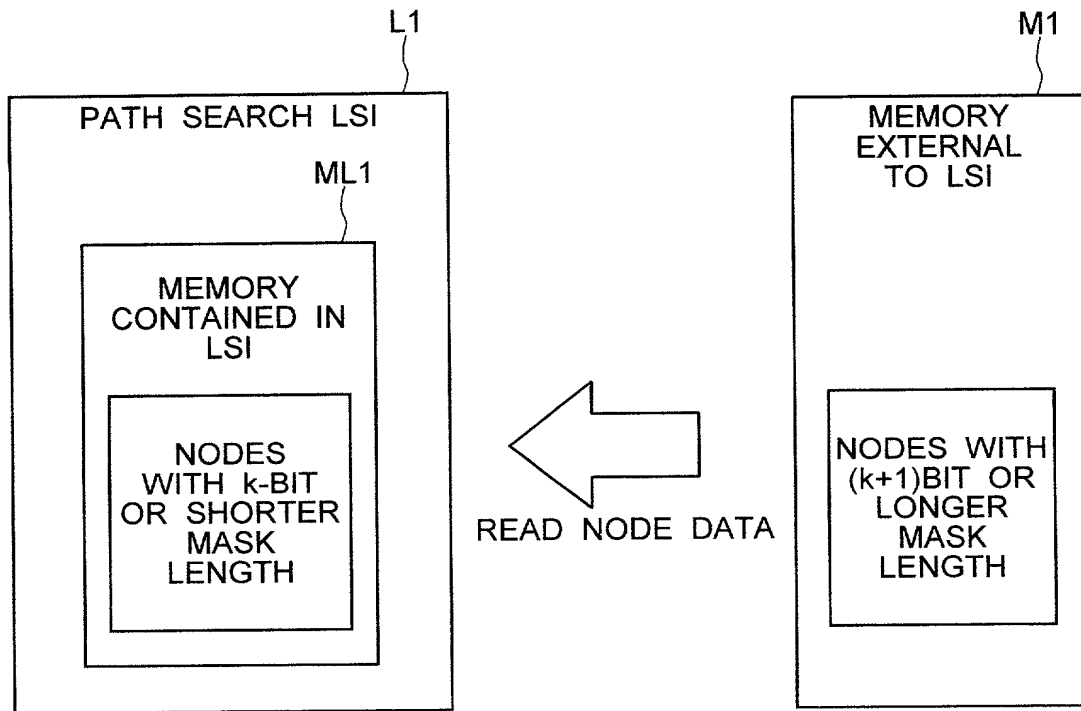 L1
PATH SEARCH LSI
ML1
MEMORY
CONTAINED IN
LSI
NODES
WITH k-BIT
OR SHORTER
MASK
LENGTH
READ NODE DATA
M1
MEMORY
EXTERNAL
TO LSI
NODES WITH
(k+1)BIT OR
LONGER
MASK
LENGTH